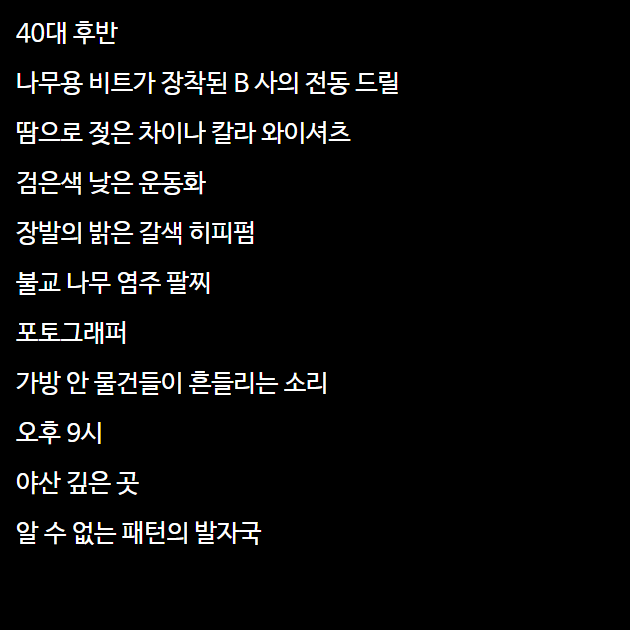 40대 후반
나무용 비트가 장착된 B 사의 전동 드릴
땀으로 젖은 차이나 칼라 와이셔츠
검은색 낮은 운동화
장발의 밝은 갈색 히피펌
불교 나무 염주 팔찌
포토그래퍼
가방 안 물건들이 흔들리는 소리
오후 9시
야산 깊은 곳
알 수 없는 패턴의 발자국